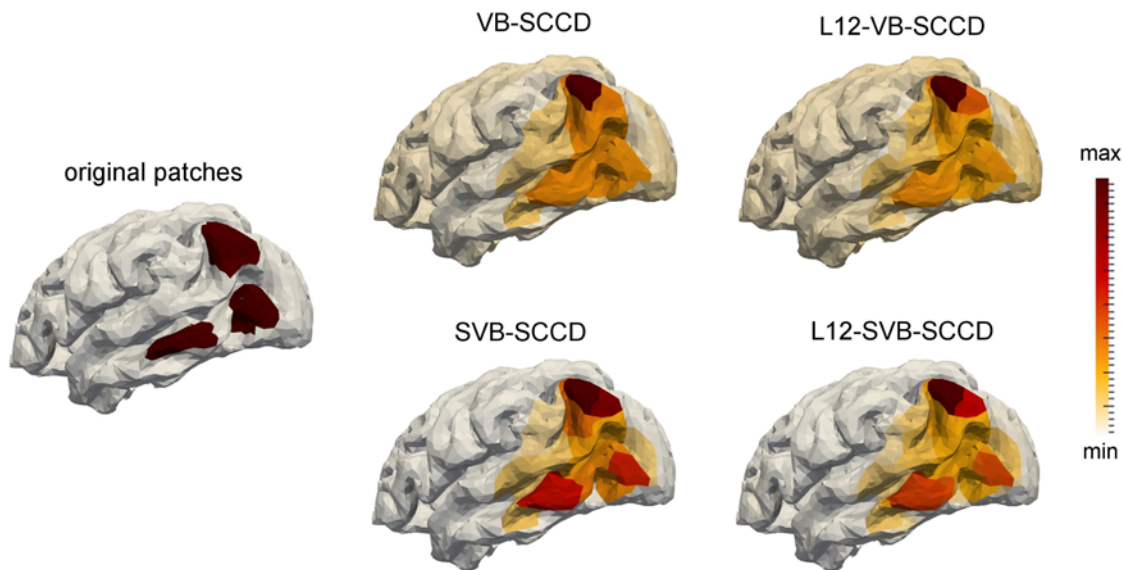 VB-SCCD
L12-VB-SCCD
original patches
max
SVB-SCCD
L12-SVB-SCCD
min